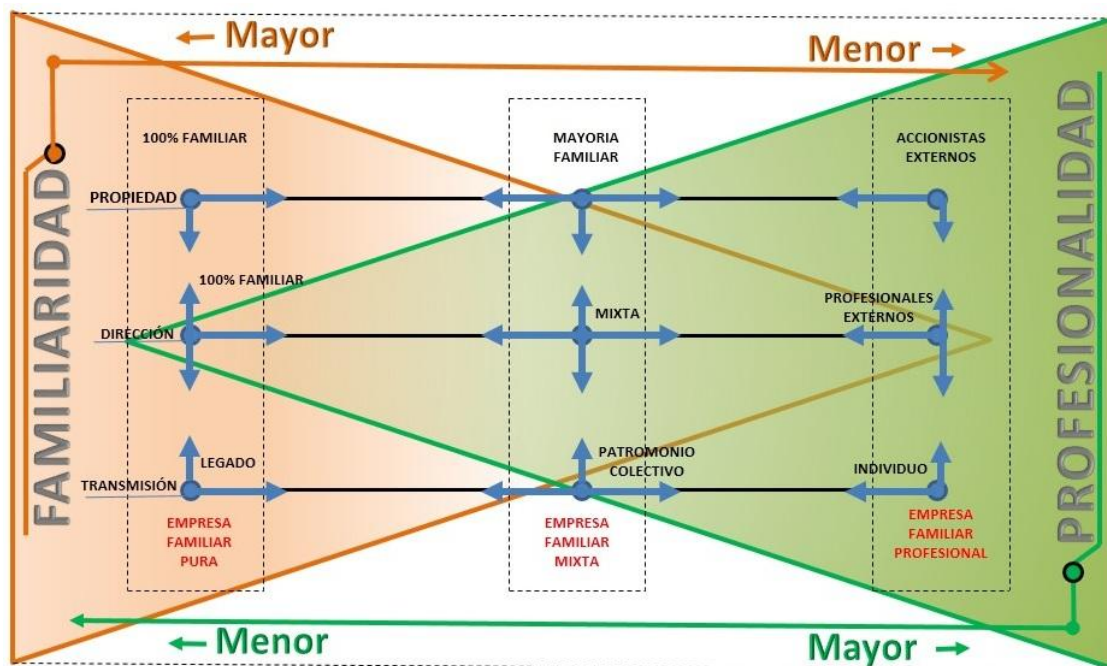 ← Mayor
Menor →
FAMILIARIDAD
PROFESIONALIDAD
100% FAMILIAR
MAYORIA
FAMILIAR
ACCIONISTAS
EXTERNOS
PROPIEDAD
100% FAMILIAR
DIRECCIÓN
MIXTA
PROFESIONALES
EXTERNOS
TRANSMISIÓN
LEGADO
PATROMONIO
COLECTIVO
INDIVIDUO
EMPRESA
FAMILIAR
PURA
EMPRESA
FAMILIAR
MIXTA
EMPRESA
FAMILIAR
PROFESIONAL
← Menor
Mayor →